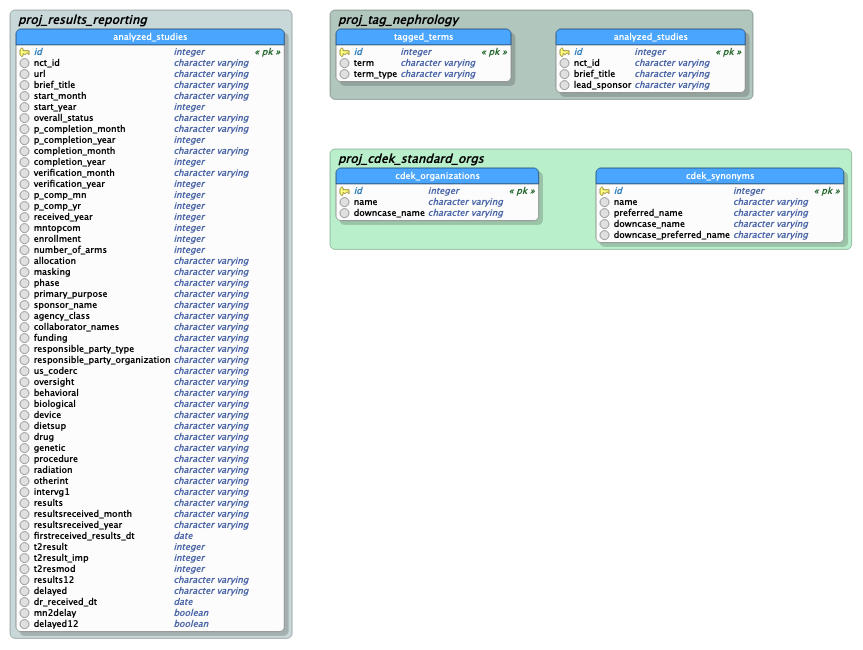 proj_results_reporting
analyzed_studies
id integer « pk »
nct_id character varying
url character varying
brief_title character varying
start_month character varying
start_year integer
overall_status character varying
p_completion_month character varying
p_completion_year integer
completion_month character varying
completion_year integer
verification_month character varying
verification_year integer
p_comp_mn integer
p_comp_yr integer
received_year integer
mntopcom integer
enrollment integer
number_of_arms integer
allocation character varying
masking character varying
phase character varying
primary_purpose character varying
sponsor_name character varying
agency_class character varying
collaborator_names character varying
funding character varying
responsible_party_type character varying
responsible_party_organization character varying
us_coderc character varying
oversight character varying
behavioral character varying
biological character varying
device character varying
dietsup character varying
drug character varying
genetic character varying
procedure character varying
radiation character varying
otherint character varying
intervg1 character varying
results character varying
resultsreceived_month character varying
resultsreceived_year character varying
firstreceived_results_dt date
t2result integer
t2result_imp integer
t2resmod integer
results12 character varying
delayed character varying
dr_received_dt date
mn2delay boolean
delayed12 boolean
proj_tag_nephrology
tagged_terms
id integer « pk »
term character varying
term_type character varying
analyzed_studies
id integer « pk »
nct_id character varying
brief_title character varying
lead_sponsor character varying
proj_cdek_standard_orgs
cdek_organizations
id integer « pk »
name character varying
downcase_name character varying
cdek_synonyms
id integer « pk »
name character varying
preferred_name character varying
downcase_name character varying
downcase_preferred_name character varying